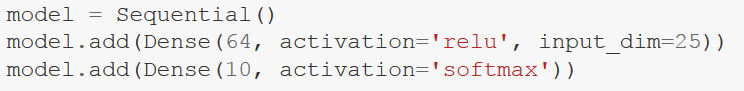 model = Sequential()
model.add(Dense(64, activation='relu', input_dim=25))
model.add(Dense(10, activation='softmax'))